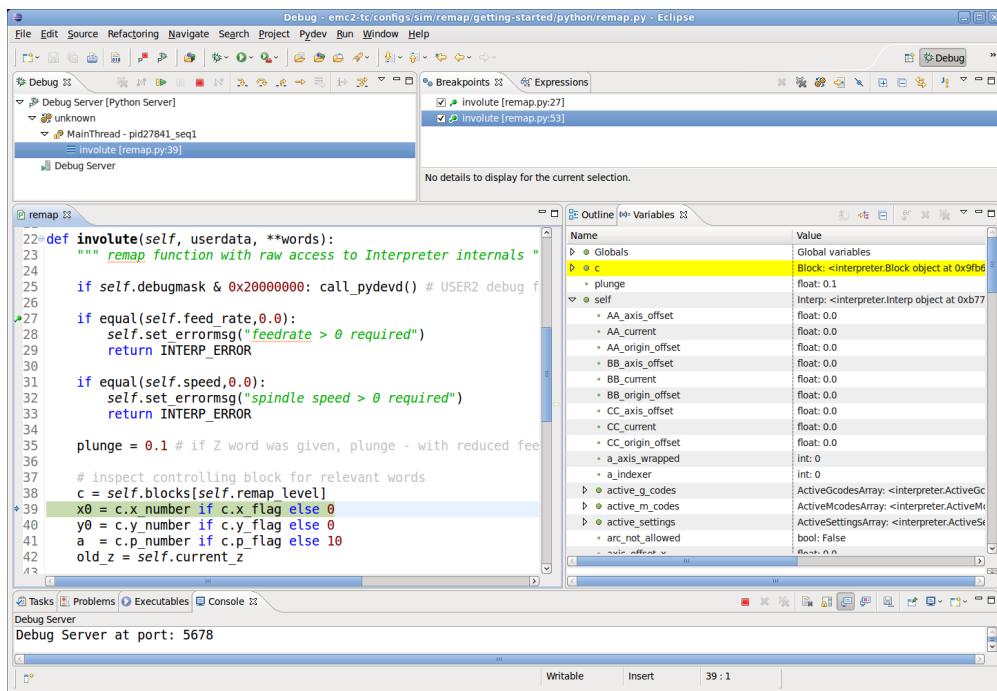 Debug - emc2-tc/configs/sim/remap/getting-started/python/remap.py - Eclipse
File Edit Source Refactoring Navigate Search Project Pydev Run Window Help
Debug
»
Debug
Debug Server [Python Server]
unknown
MainThread - pid27841_seq1
involute [remap.py:39]
Debug Server
Breakpoints Expressions
involute [remap.py:27]
involute [remap.py:53]
No details to display for the current selection.
remap
22 def involute(self, userdata, **words):
23 """ remap function with raw access to Interpreter internals "
24
25 if self.debugmask & 0x20000000: call_pydevd() # USER2 debug f
26
27 if equal(self.feed_rate,0.0):
28 self.set_errormsg("feedrate > 0 required")
29 return INTERP_ERROR
30
31 if equal(self.speed,0.0):
32 self.set_errormsg("spindle speed > 0 required")
33 return INTERP_ERROR
34
35 plunge = 0.1 # if Z word was given, plunge - with reduced fee
36
37 # inspect controlling block for relevant words
38 c = self.blocks[self.remap_level]
39 x0 = c.x_number if c.x_flag else 0
40 y0 = c.y_number if c.y_flag else 0
41 a = c.p_number if c.p_flag else 10
42 old_z = self.current_z
43
Outline Variables
Name Value
Globals Global variables
c Block: <interpreter.Block object at 0x9fb6
plunge float: 0.1
self Interp: <interpreter.Interp object at 0xb77
AA_axis_offset float: 0.0
AA_current float: 0.0
AA_origin_offset float: 0.0
BB_axis_offset float: 0.0
BB_current float: 0.0
BB_origin_offset float: 0.0
CC_axis_offset float: 0.0
CC_current float: 0.0
CC_origin_offset float: 0.0
a_axis_wrapped int: 0
a_indexer int: 0
active_g_codes ActiveGcodesArray: <interpreter.ActiveGc
active_m_codes ActiveMcodesArray: <interpreter.ActiveMc
active_settings ActiveSettingsArray: <interpreter.ActiveSe
arc_not_allowed bool: False
axis_offset_x float: 0.0
Tasks Problems Executables Console
Debug Server
Debug Server at port: 5678
Writable Insert 39 : 1